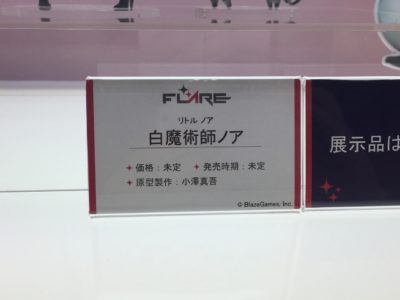 FLARE
リトル ノア
白魔術師ノア
価格：未定 発売時期：未定
原型製作：小澤真吾
© BlazeGames, Inc.
展示品は